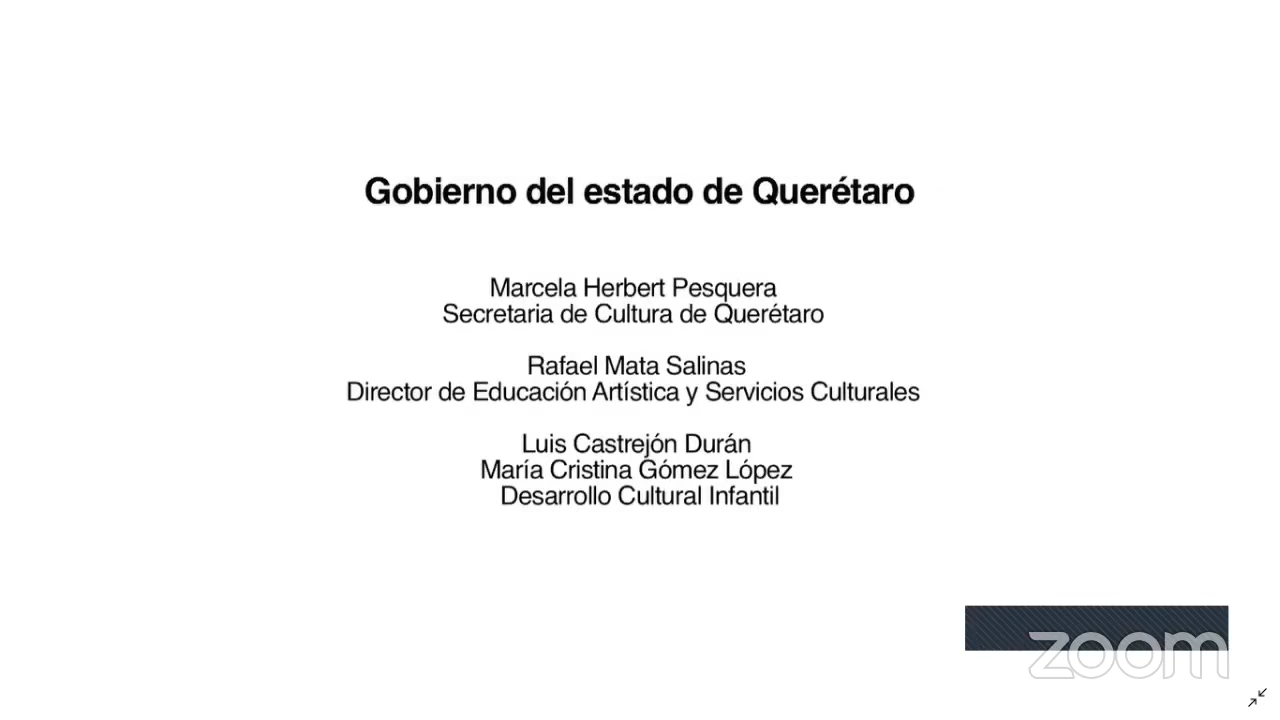 Gobierno del estado de Querétaro
Marcela Herbert Pesquera
Secretaria de Cultura de Querétaro
Rafael Mata Salinas
Director de Educación Artística y Servicios Culturales
Luis Castrejón Durán
María Cristina Gómez López
Desarrollo Cultural Infantil
zoom